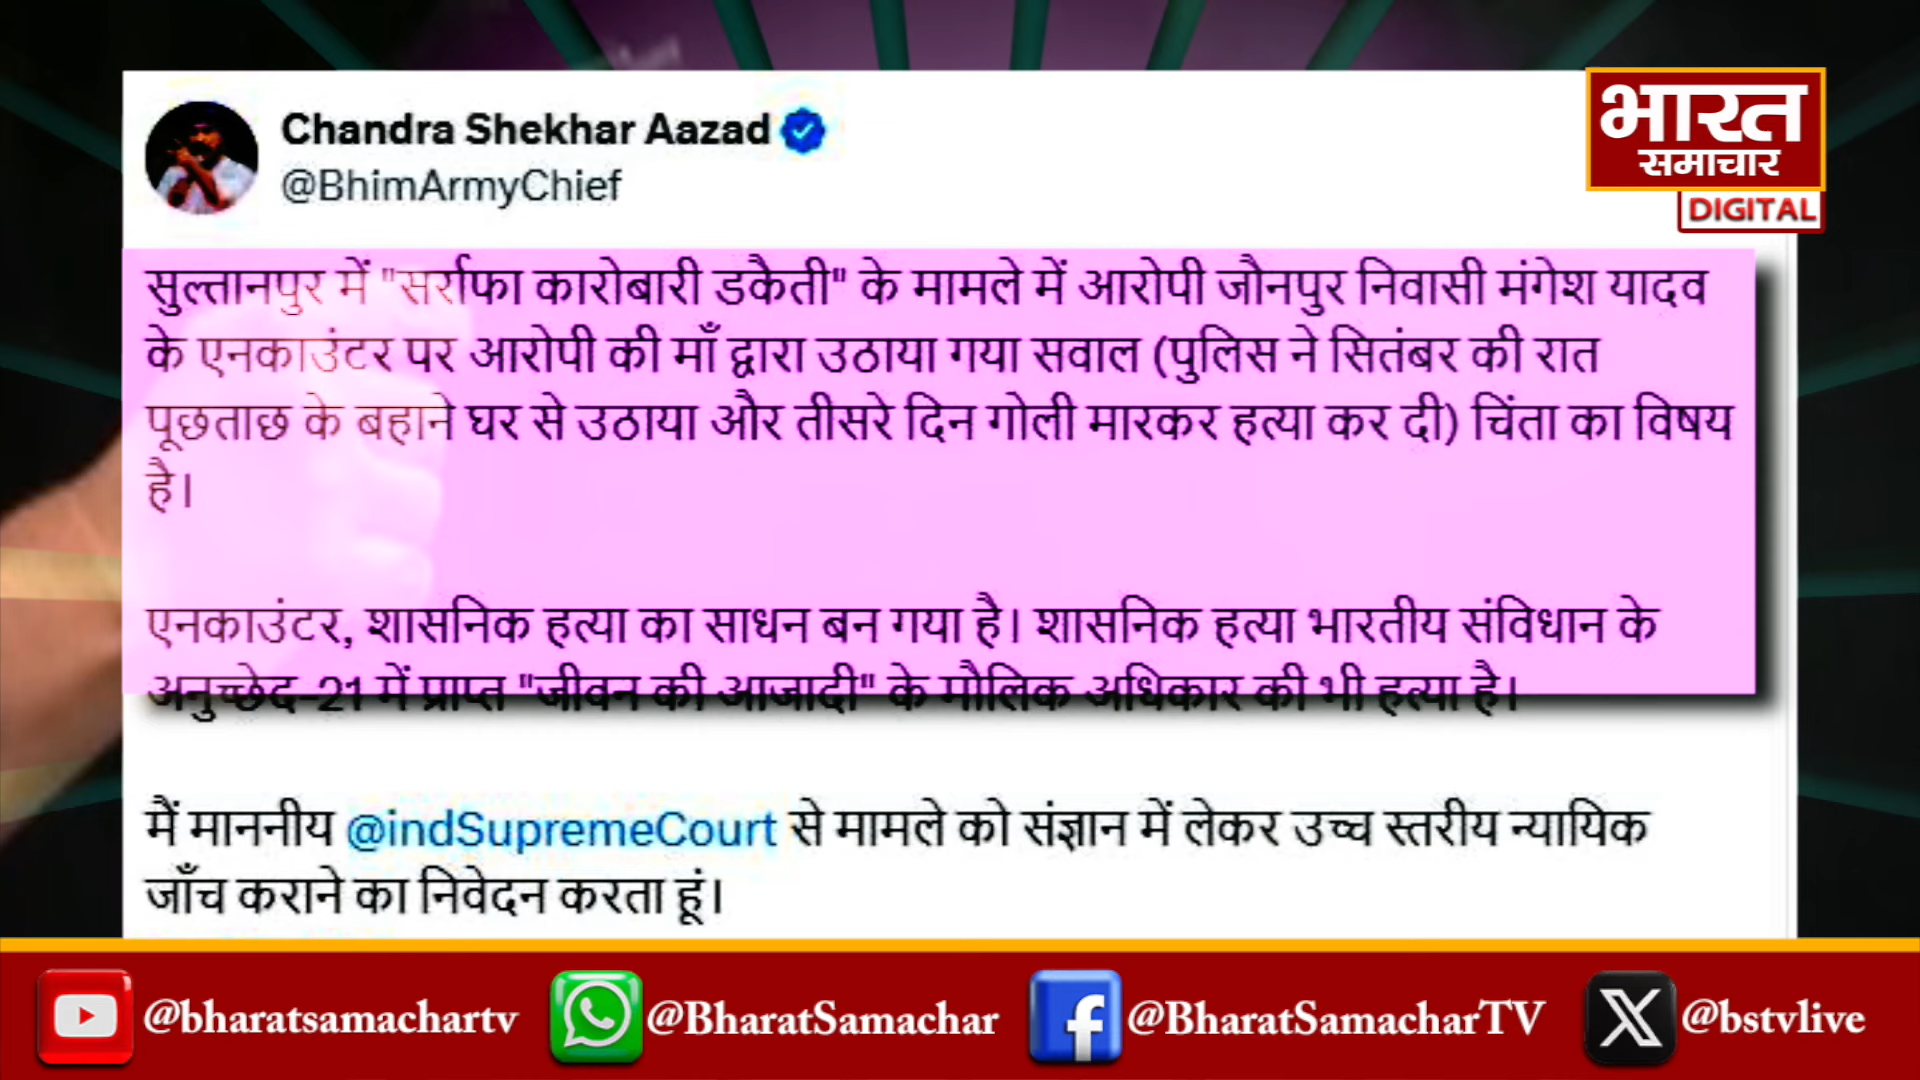 Chandra Shekhar Aazad
@BhimArmyChief
भारत
समाचार
DIGITAL
सुल्तानपुर में "सर्राफा कारोबारी डकैती" के मामले में आरोपी जौनपुर निवासी मंगेश यादव
के एनकाउंटर पर आरोपी की माँ द्वारा उठाया गया सवाल (पुलिस ने सितंबर की रात
पूछताछ के बहाने घर से उठाया और तीसरे दिन गोली मारकर हत्या कर दी) चिंता का विषय
है।
एनकाउंटर, शासनिक हत्या का साधन बन गया है। शासनिक हत्या भारतीय संविधान के
अनुच्छेद-21 में प्राप्त "जीवन की आजादी" के मौलिक अधिकार की भी हत्या है।
मैं माननीय @indSupremeCourt से मामले को संज्ञान में लेकर उच्च स्तरीय न्यायिक
जाँच कराने का निवेदन करता हूं।
@bharatsamachartv @BharatSamachar @BharatSamacharTV @bstvlive